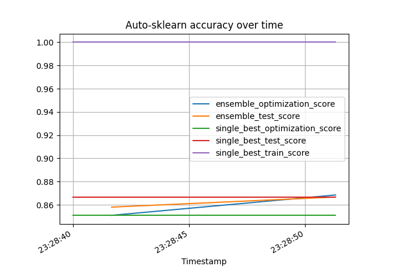 Auto-sklearn accuracy over time
1.00
0.98
0.96
0.94
0.92
0.90
0.88
0.86
ensemble_optimization_score
ensemble_test_score
single_best_optimization_score
single_best_test_score
single_best_train_score
23:28:40
23:28:45
23:28:50
Timestamp